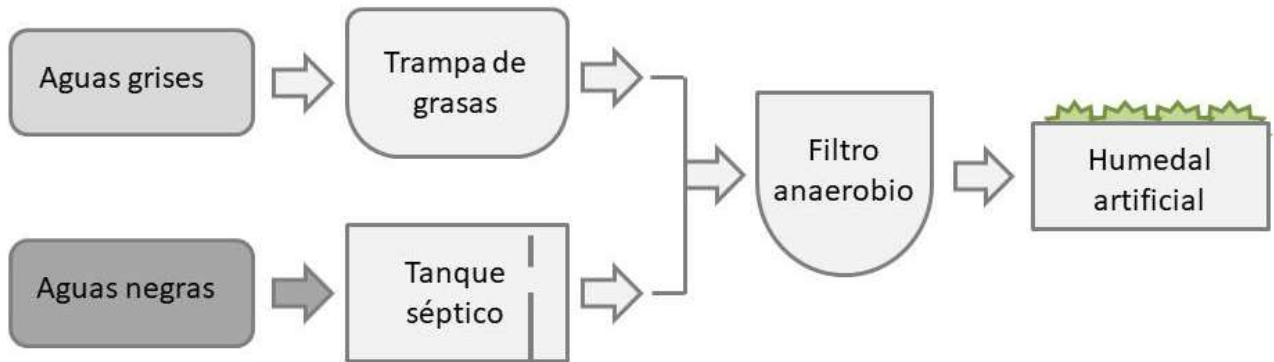 Aguas grises
Trampa de
grasas
Aguas negras
Tanque
séptico
Filtro
anaerobio
Humedal
artificial